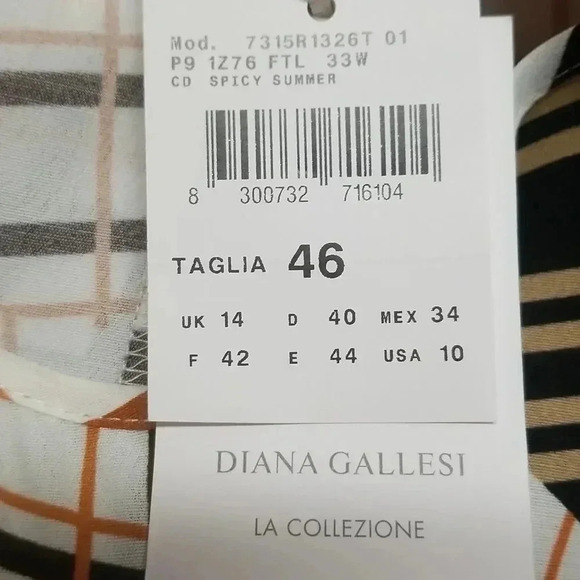 Mod. 7315R1326T 01
P9 1Z76 FTL 33W
CD SPICY SUMMER
8 300732 716104
TAGLIA 46
UK 14 D 40 MEX 34
F 42 E 44 USA 10
DIANA GALLESI
LA COLLEZIONE